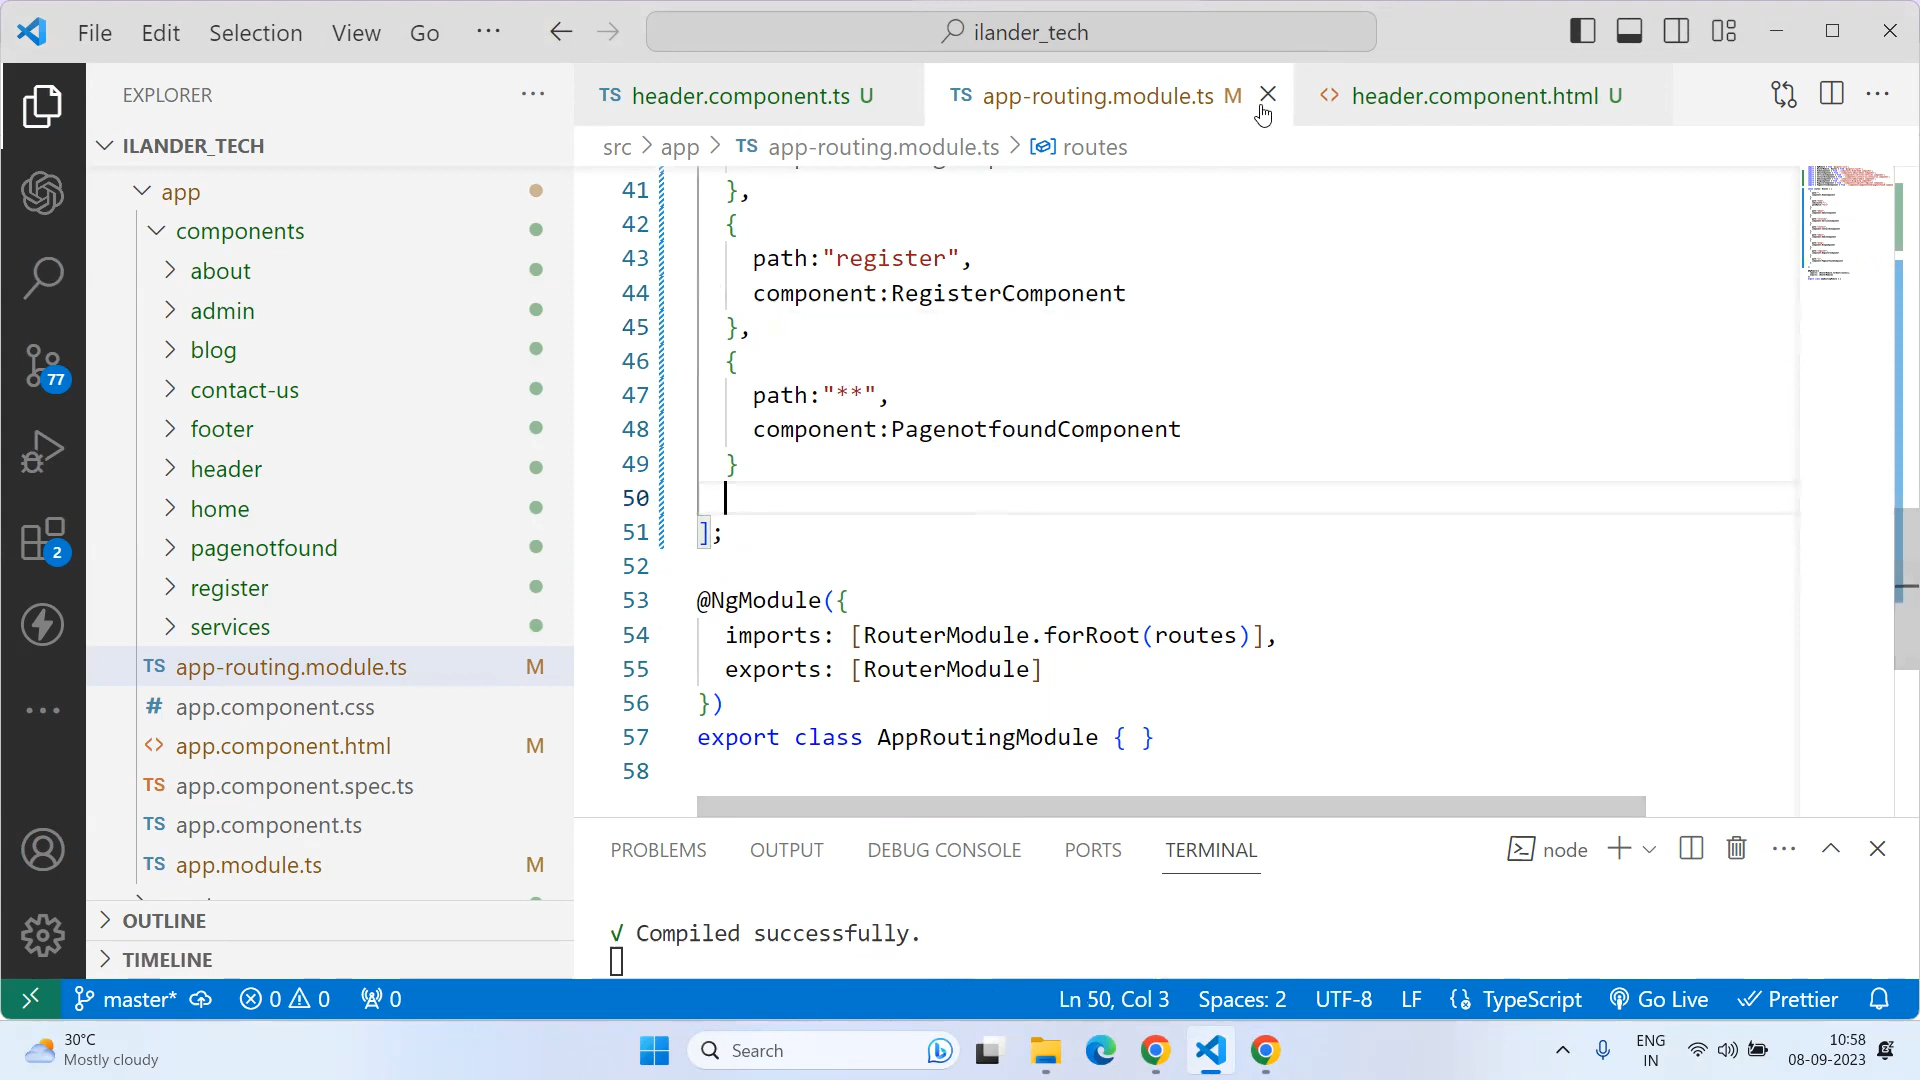 File Edit Selection View Go ··· ilander_tech
EXPLORER ···
TS header.component.ts U
TS app-routing.module.ts M
<> header.component.html U
ILANDER_TECH
src > app > TS app-routing.module.ts > routes
app
components
about
admin
blog
contact-us
footer
header
home
pagenotfound
register
services
TS app-routing.module.ts M
# app.component.css
<> app.component.html M
TS app.component.spec.ts
TS app.component.ts
TS app.module.ts M
OUTLINE
TIMELINE
77
2
41 },
42 {
43 path:"register",
44 component:RegisterComponent
45 },
46 {
47 path:"**",
48 component:PagenotfoundComponent
49 }
50
51 ];
52
53 @NgModule({
54 imports: [RouterModule.forRoot(routes)],
55 exports: [RouterModule]
56 })
57 export class AppRoutingModule { }
58
PROBLEMS OUTPUT DEBUG CONSOLE PORTS TERMINAL node
√ Compiled successfully.
master* 0 0 0 Ln 50, Col 3 Spaces: 2 UTF-8 LF TypeScript Go Live Prettier
30°C
Mostly cloudy
Search
ENG
IN
10:58
08-09-2023